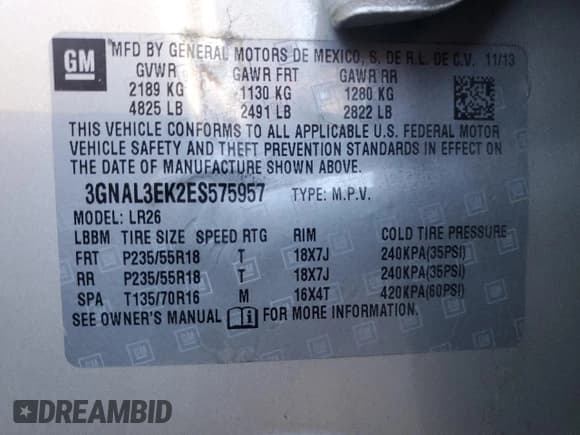 GM MFD BY GENERAL MOTORS DE MEXICO, S. DE R.L. DE C.V. 11/13
GVWR GAWR FRT GAWR RR
2189 KG 1130 KG 1280 KG
4825 LB 2491 LB 2822 LB
THIS VEHICLE CONFORMS TO ALL APPLICABLE U.S. FEDERAL MOTOR
VEHICLE SAFETY AND THEFT PREVENTION STANDARDS IN EFFECT ON THE
DATE OF MANUFACTURE SHOWN ABOVE.
3GNAL3EK2ES575957 TYPE: M.P.V.
MODEL: LR26
LBBM TIRE SIZE SPEED RTG RIM COLD TIRE PRESSURE
FRT P235/55R18 T 18X7J 240KPA(35PSI)
RR P235/55R18 T 18X7J 240KPA(35PSI)
SPA T135/70R16 M 16X4T 420KPA(60PSI)
SEE OWNER'S MANUAL i FOR MORE INFORMATION.
DREAMBID